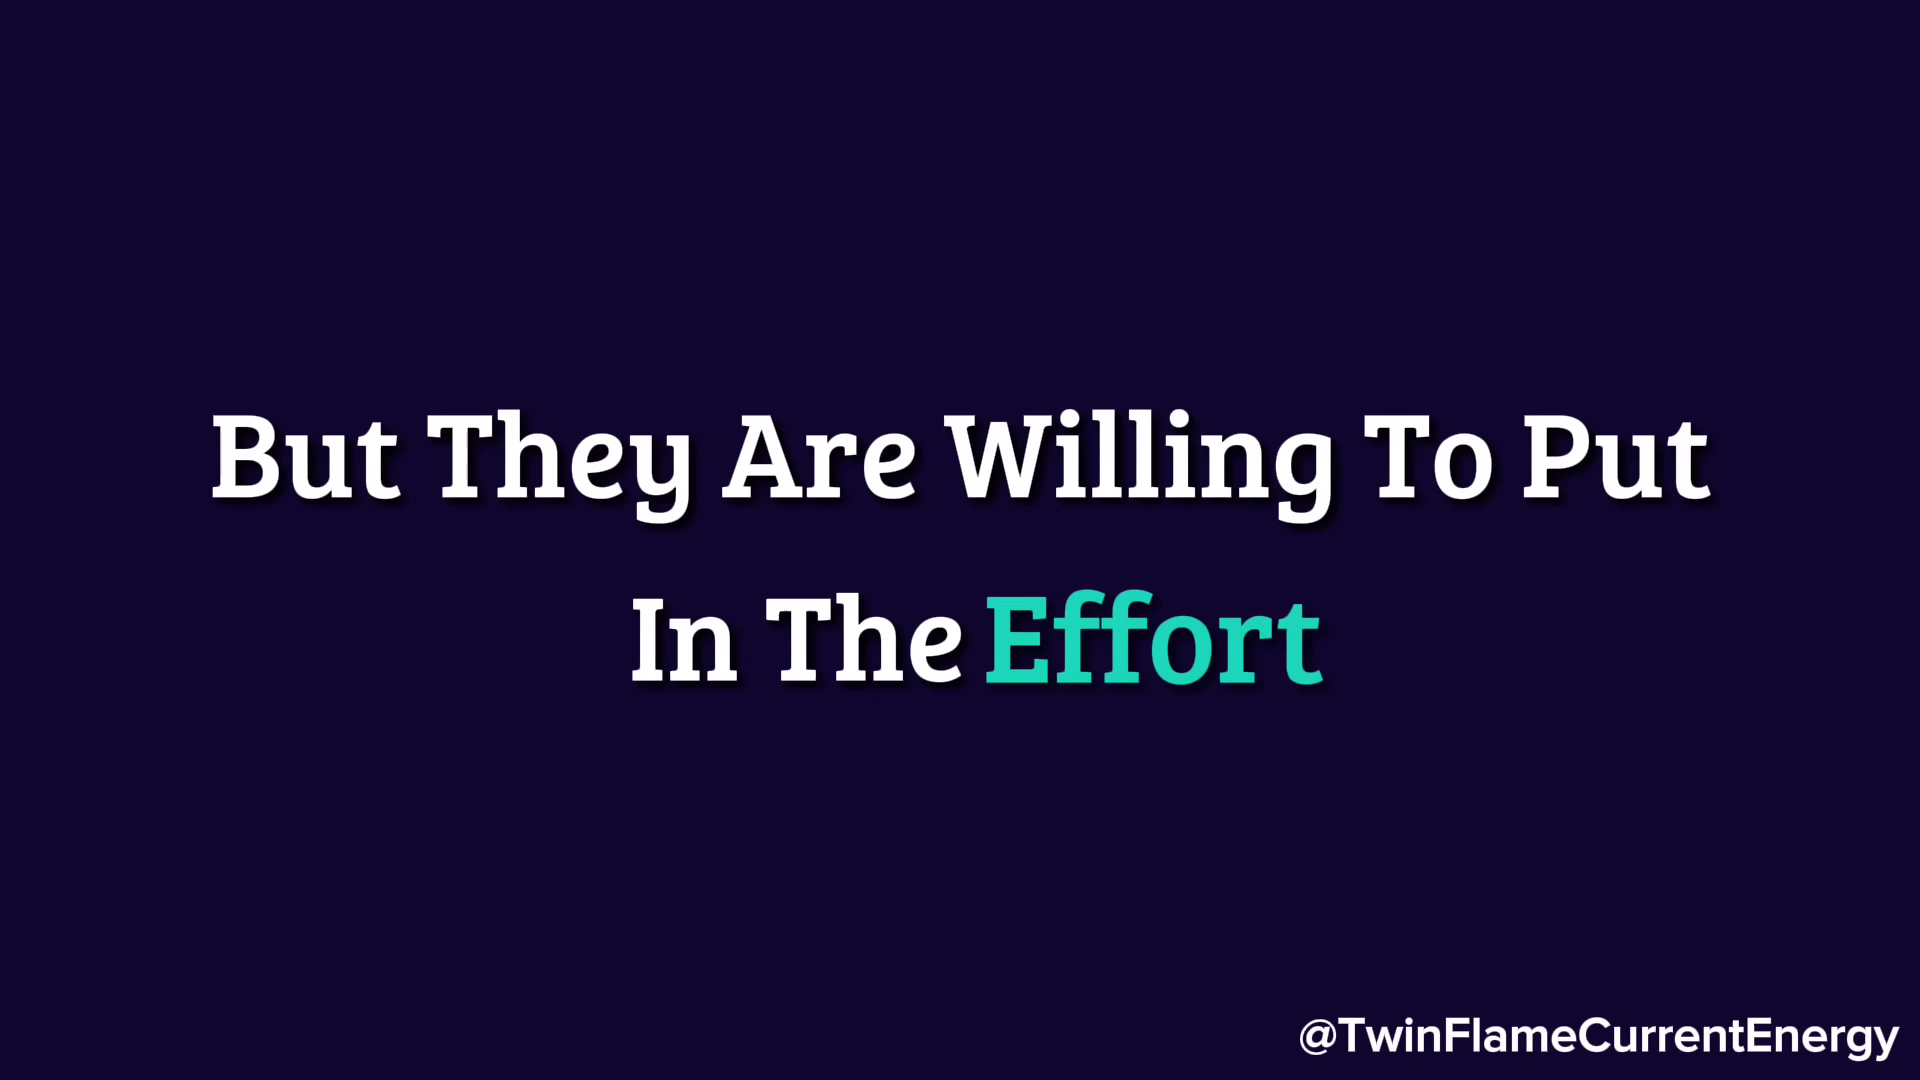 But They Are Willing To Put
In The Effort
@TwinFlameCurrentEnergy